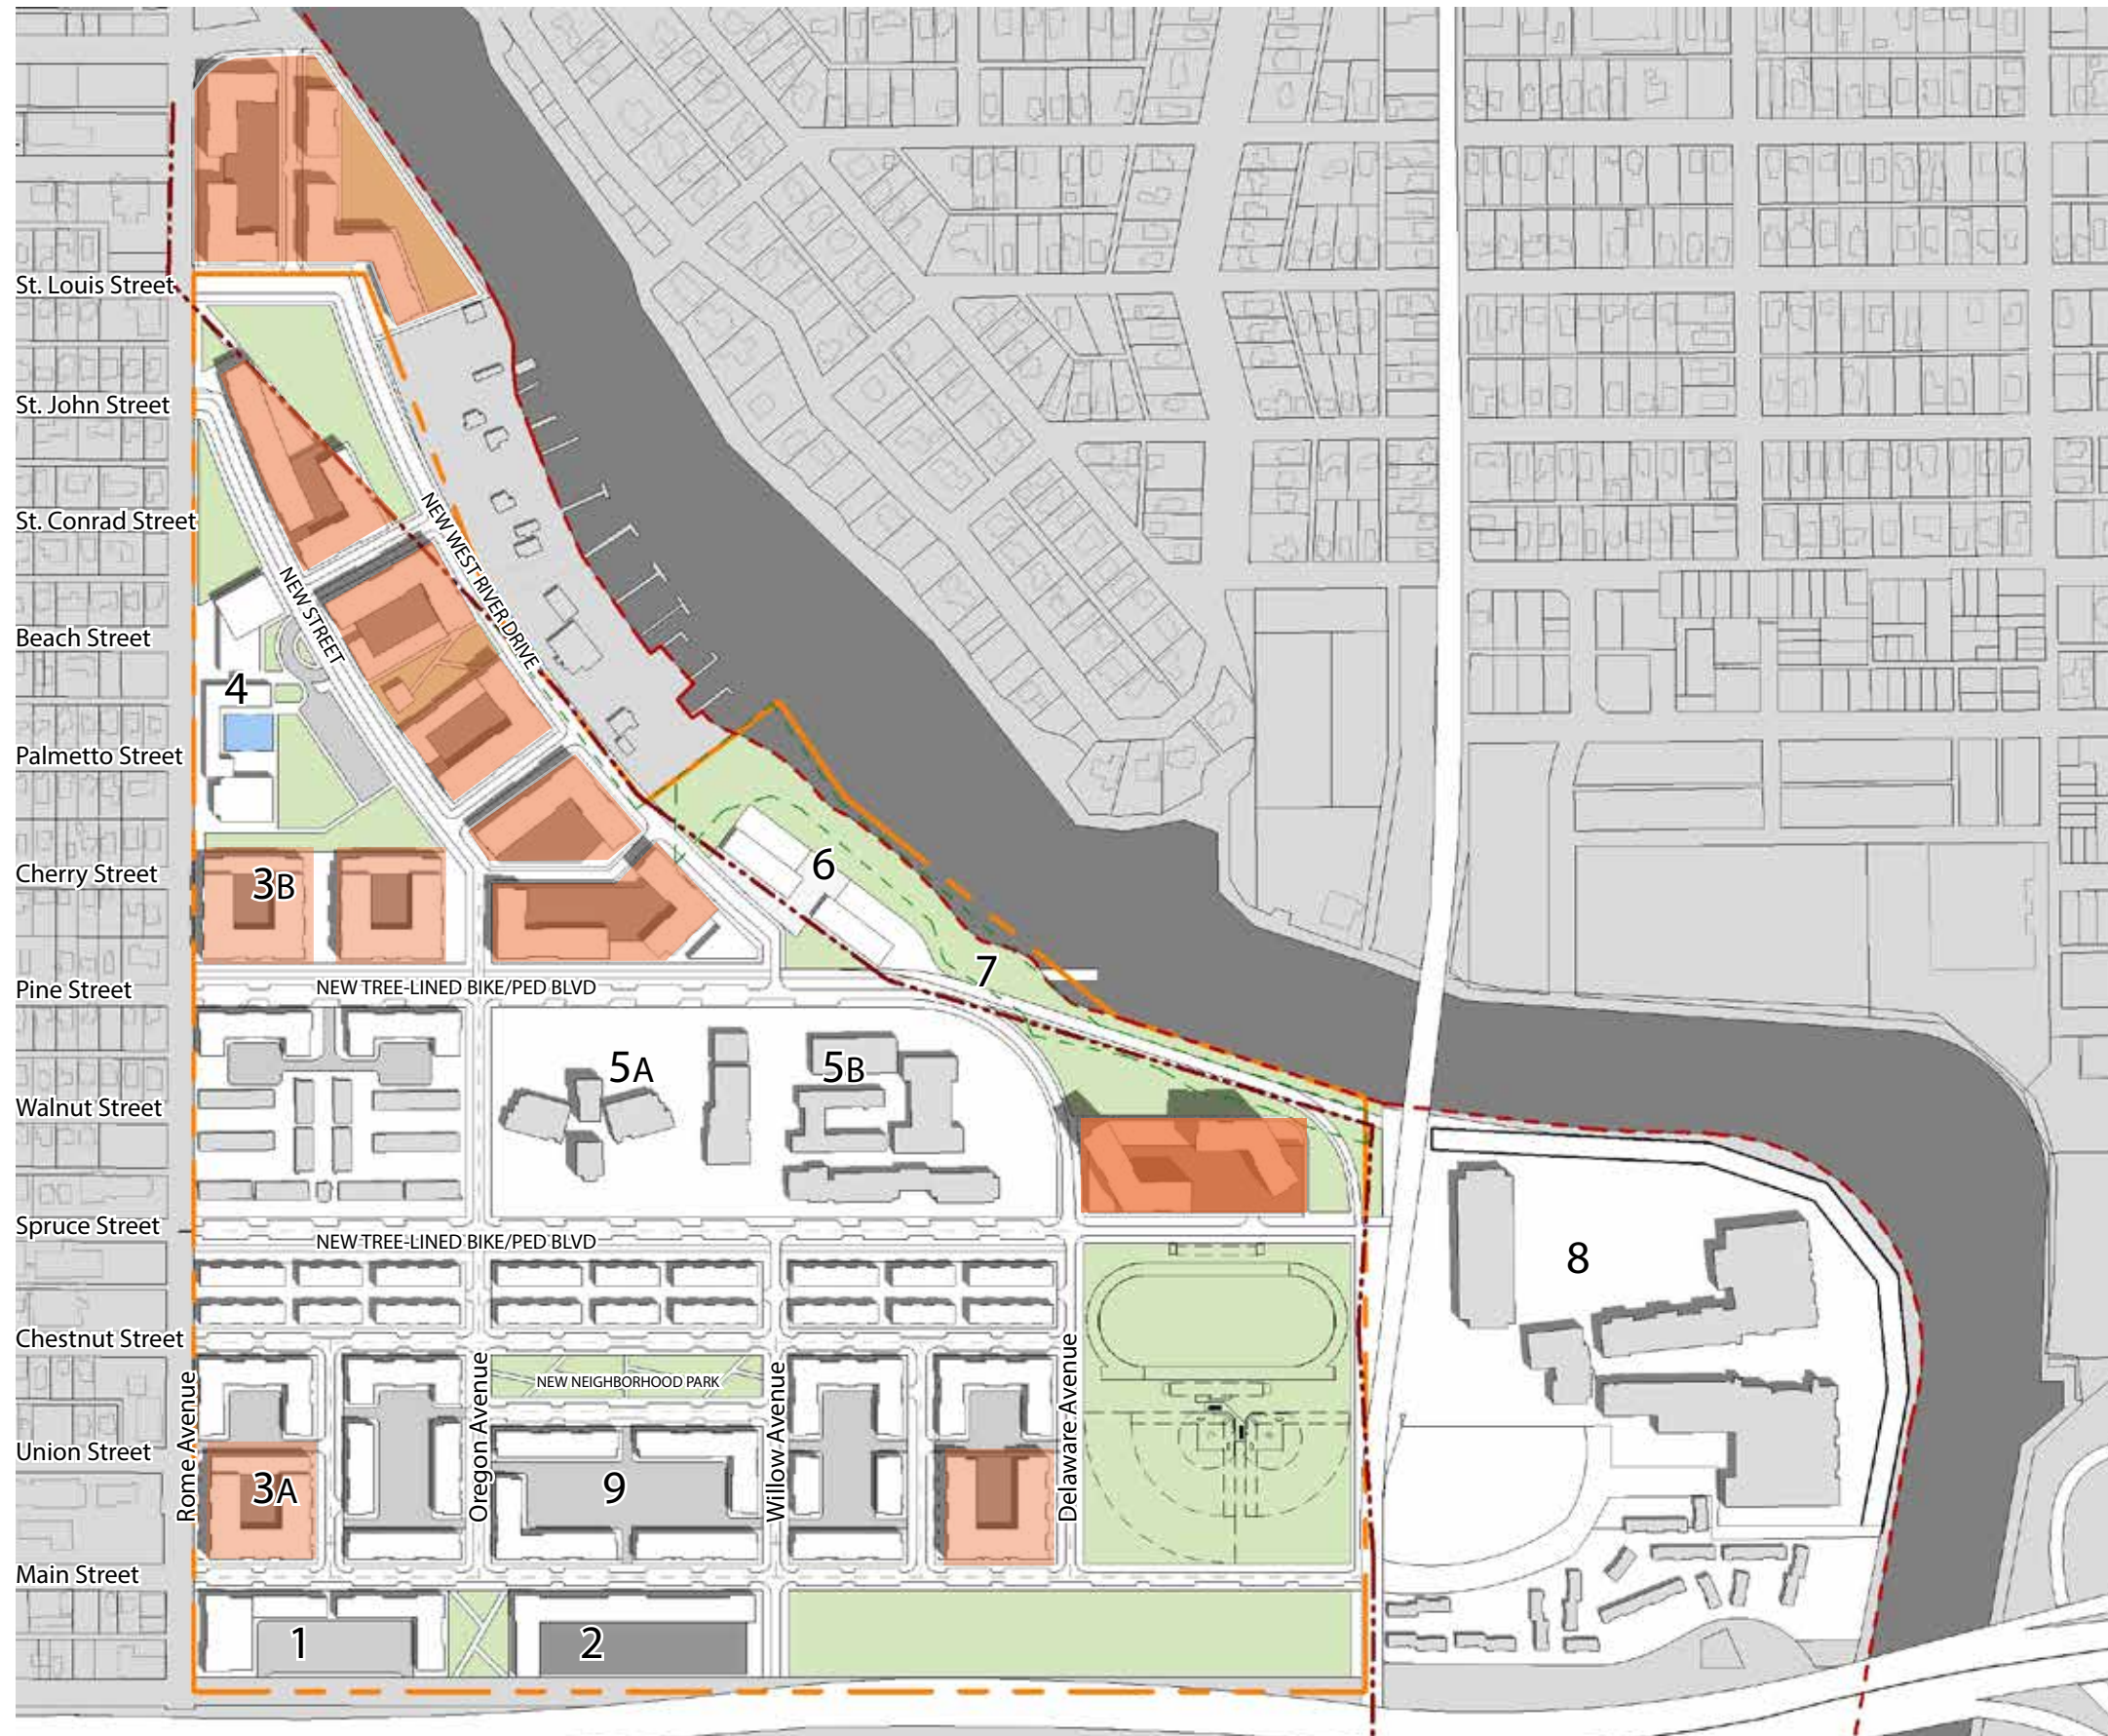 St. Louis Street
St. John Street
St. Conrad Street
NEW WEST RIVER DRIVE
NEW STREET
Beach Street
4
Palmetto Street
6
Cherry Street
3B
7
Pine Street
NEW TREE-LINED BIKE/PED BLVD
5A
5B
Walnut Street
Spruce Street
NEW TREE-LINED BIKE/PED BLVD
8
Chestnut Street
NEW NEIGHBORHOOD PARK
Rome Avenue
Oregon Avenue
Willow Avenue
Delaware Avenue
Union Street
3A
9
Main Street
1
2